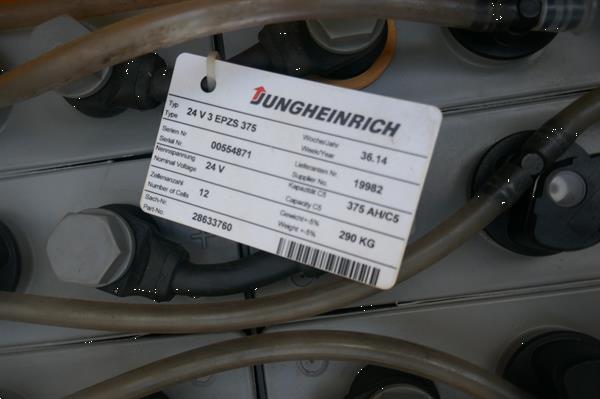 JUNGHEINRICH
Typ
Type 24 V 3 EPZS 375
Woche/Jahr
Week/Year 36.14
Serien Nr
Serial Nr 00554871
Lieferanten Nr.
Supplier No. 19982
Nennspannung
Nominal Voltage 24 V
Kapazität C5
Capacity C5 375 AH/C5
Zellenanzahl
Number of Cells 12
Gewicht+-5%
Weight +-5% 290 KG
Sach-Nr.
Part-No. 28633760